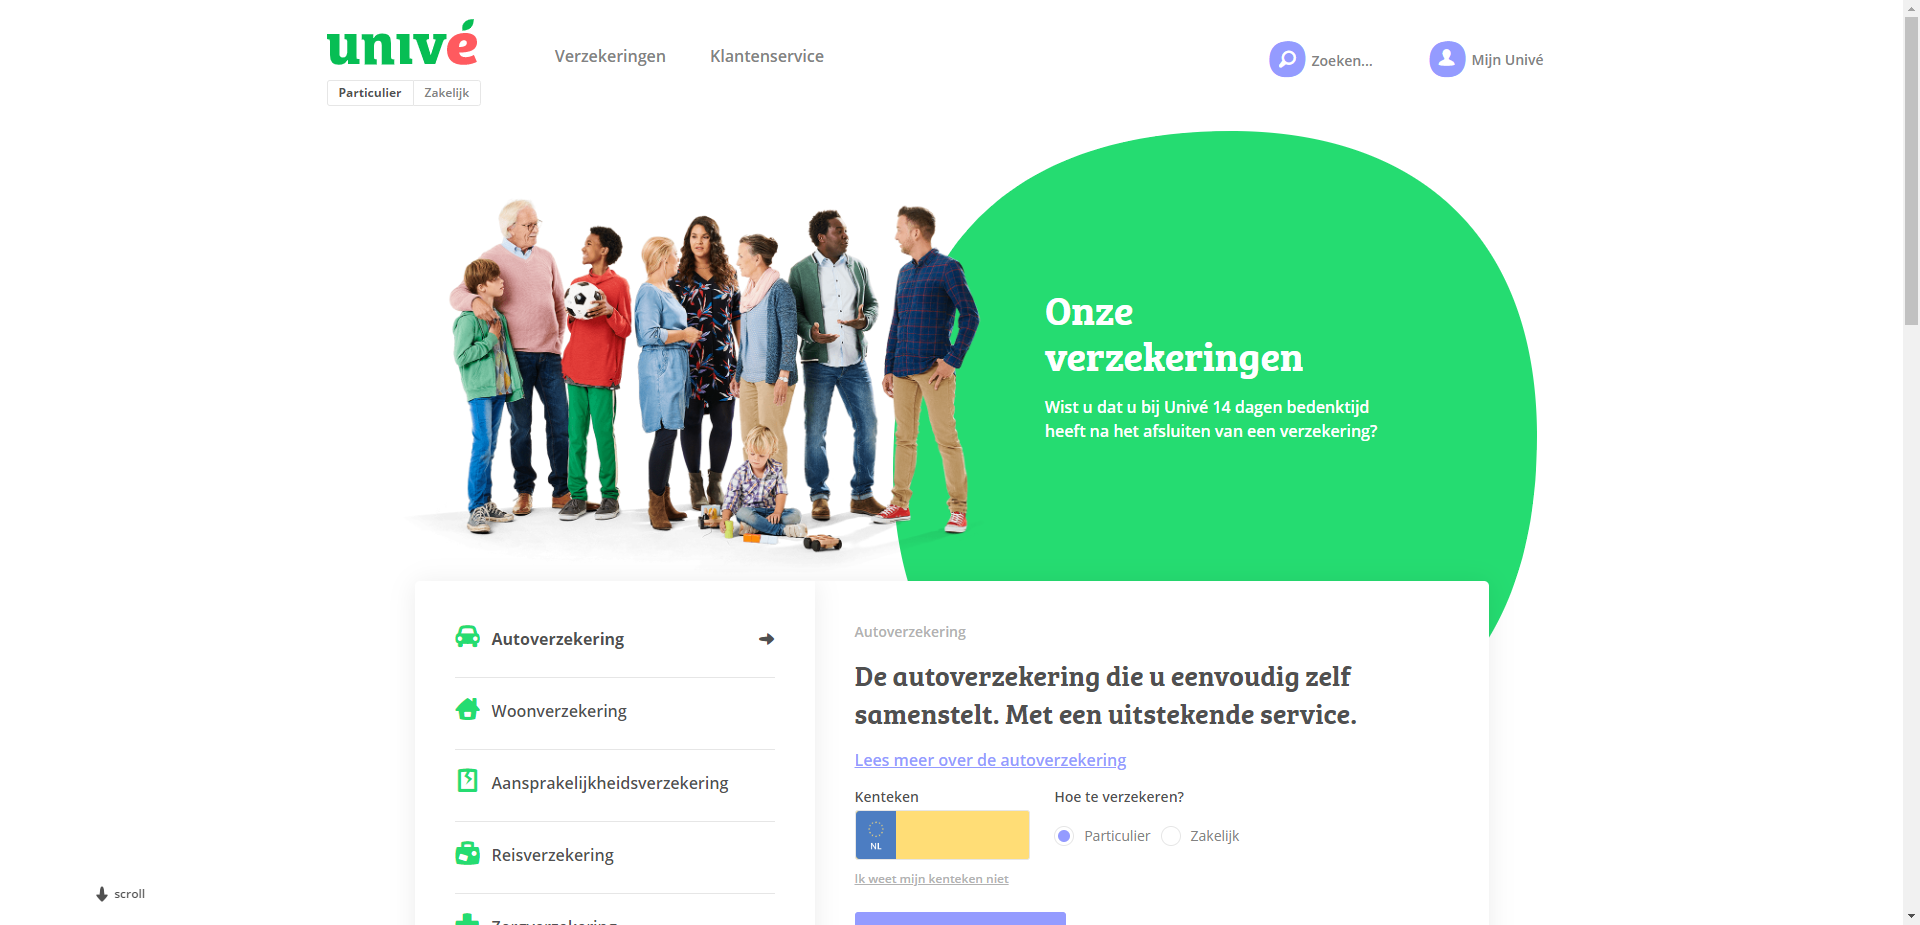 univé
Verzekeringen
Klantenservice
Zoeken...
Mijn Univé
Particulier
Zakelijk
Onze
verzekeringen
Wist u dat u bij Univé 14 dagen bedenktijd
heeft na het afsluiten van een verzekering?
Autoverzekering
Woonverzekering
Aansprakelijkheidsverzekering
Reisverzekering
Zorgverzekering
Autoverzekering
De autoverzekering die u eenvoudig zelf
samenstelt. Met een uitstekende service.
Lees meer over de autoverzekering
Kenteken
Hoe te verzekeren?
NL
Particulier
Zakelijk
Ik weet mijn kenteken niet
scroll